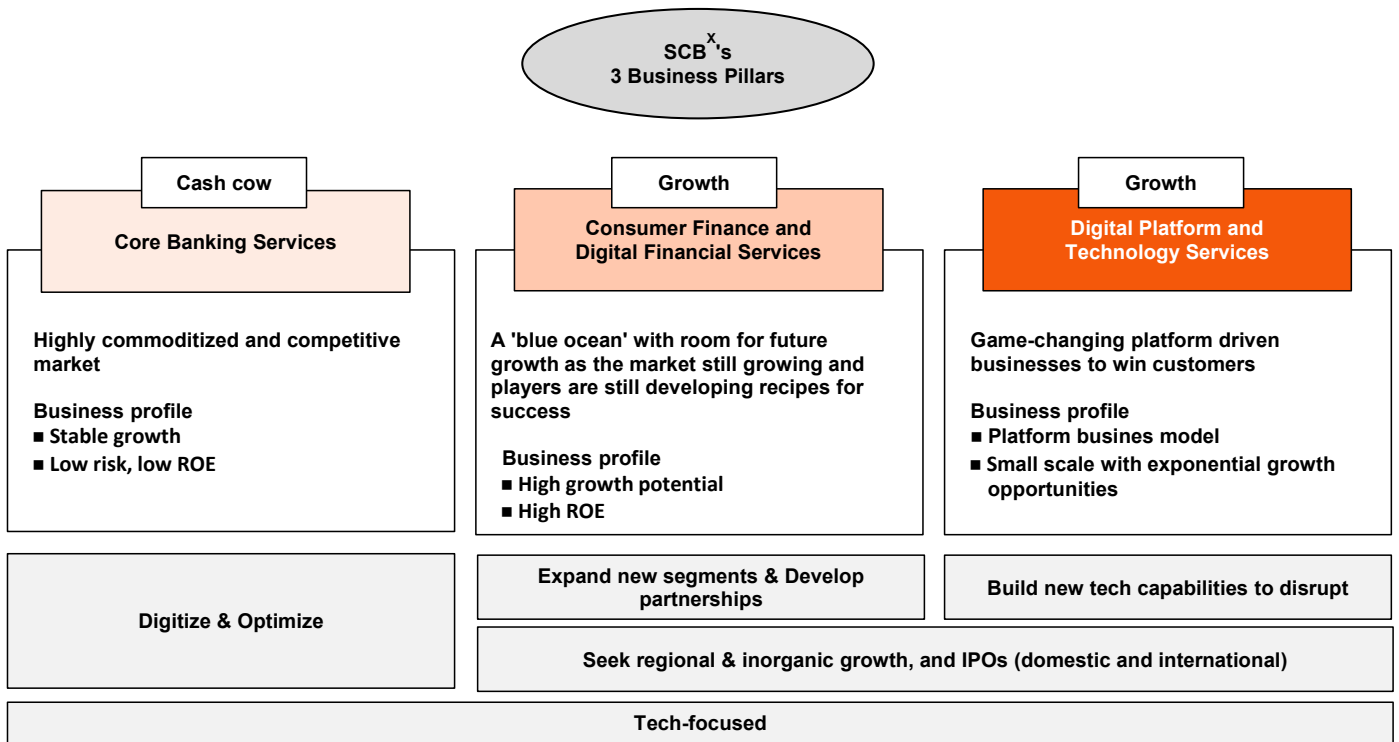 SCBX's
3 Business Pillars
Cash cow
Core Banking Services
Highly commoditized and competitive
market
Business profile
■ Stable growth
■ Low risk, low ROE
Growth
Consumer Finance and
Digital Financial Services
A 'blue ocean' with room for future
growth as the market still growing and
players are still developing recipes for
success
Business profile
■ High growth potential
■ High ROE
Growth
Digital Platform and
Technology Services
Game-changing platform driven
businesses to win customers
Business profile
■ Platform busines model
■ Small scale with exponential growth
opportunities
Digitize & Optimize
Expand new segments & Develop
partnerships
Build new tech capabilities to disrupt
Seek regional & inorganic growth, and IPOs (domestic and international)
Tech-focused